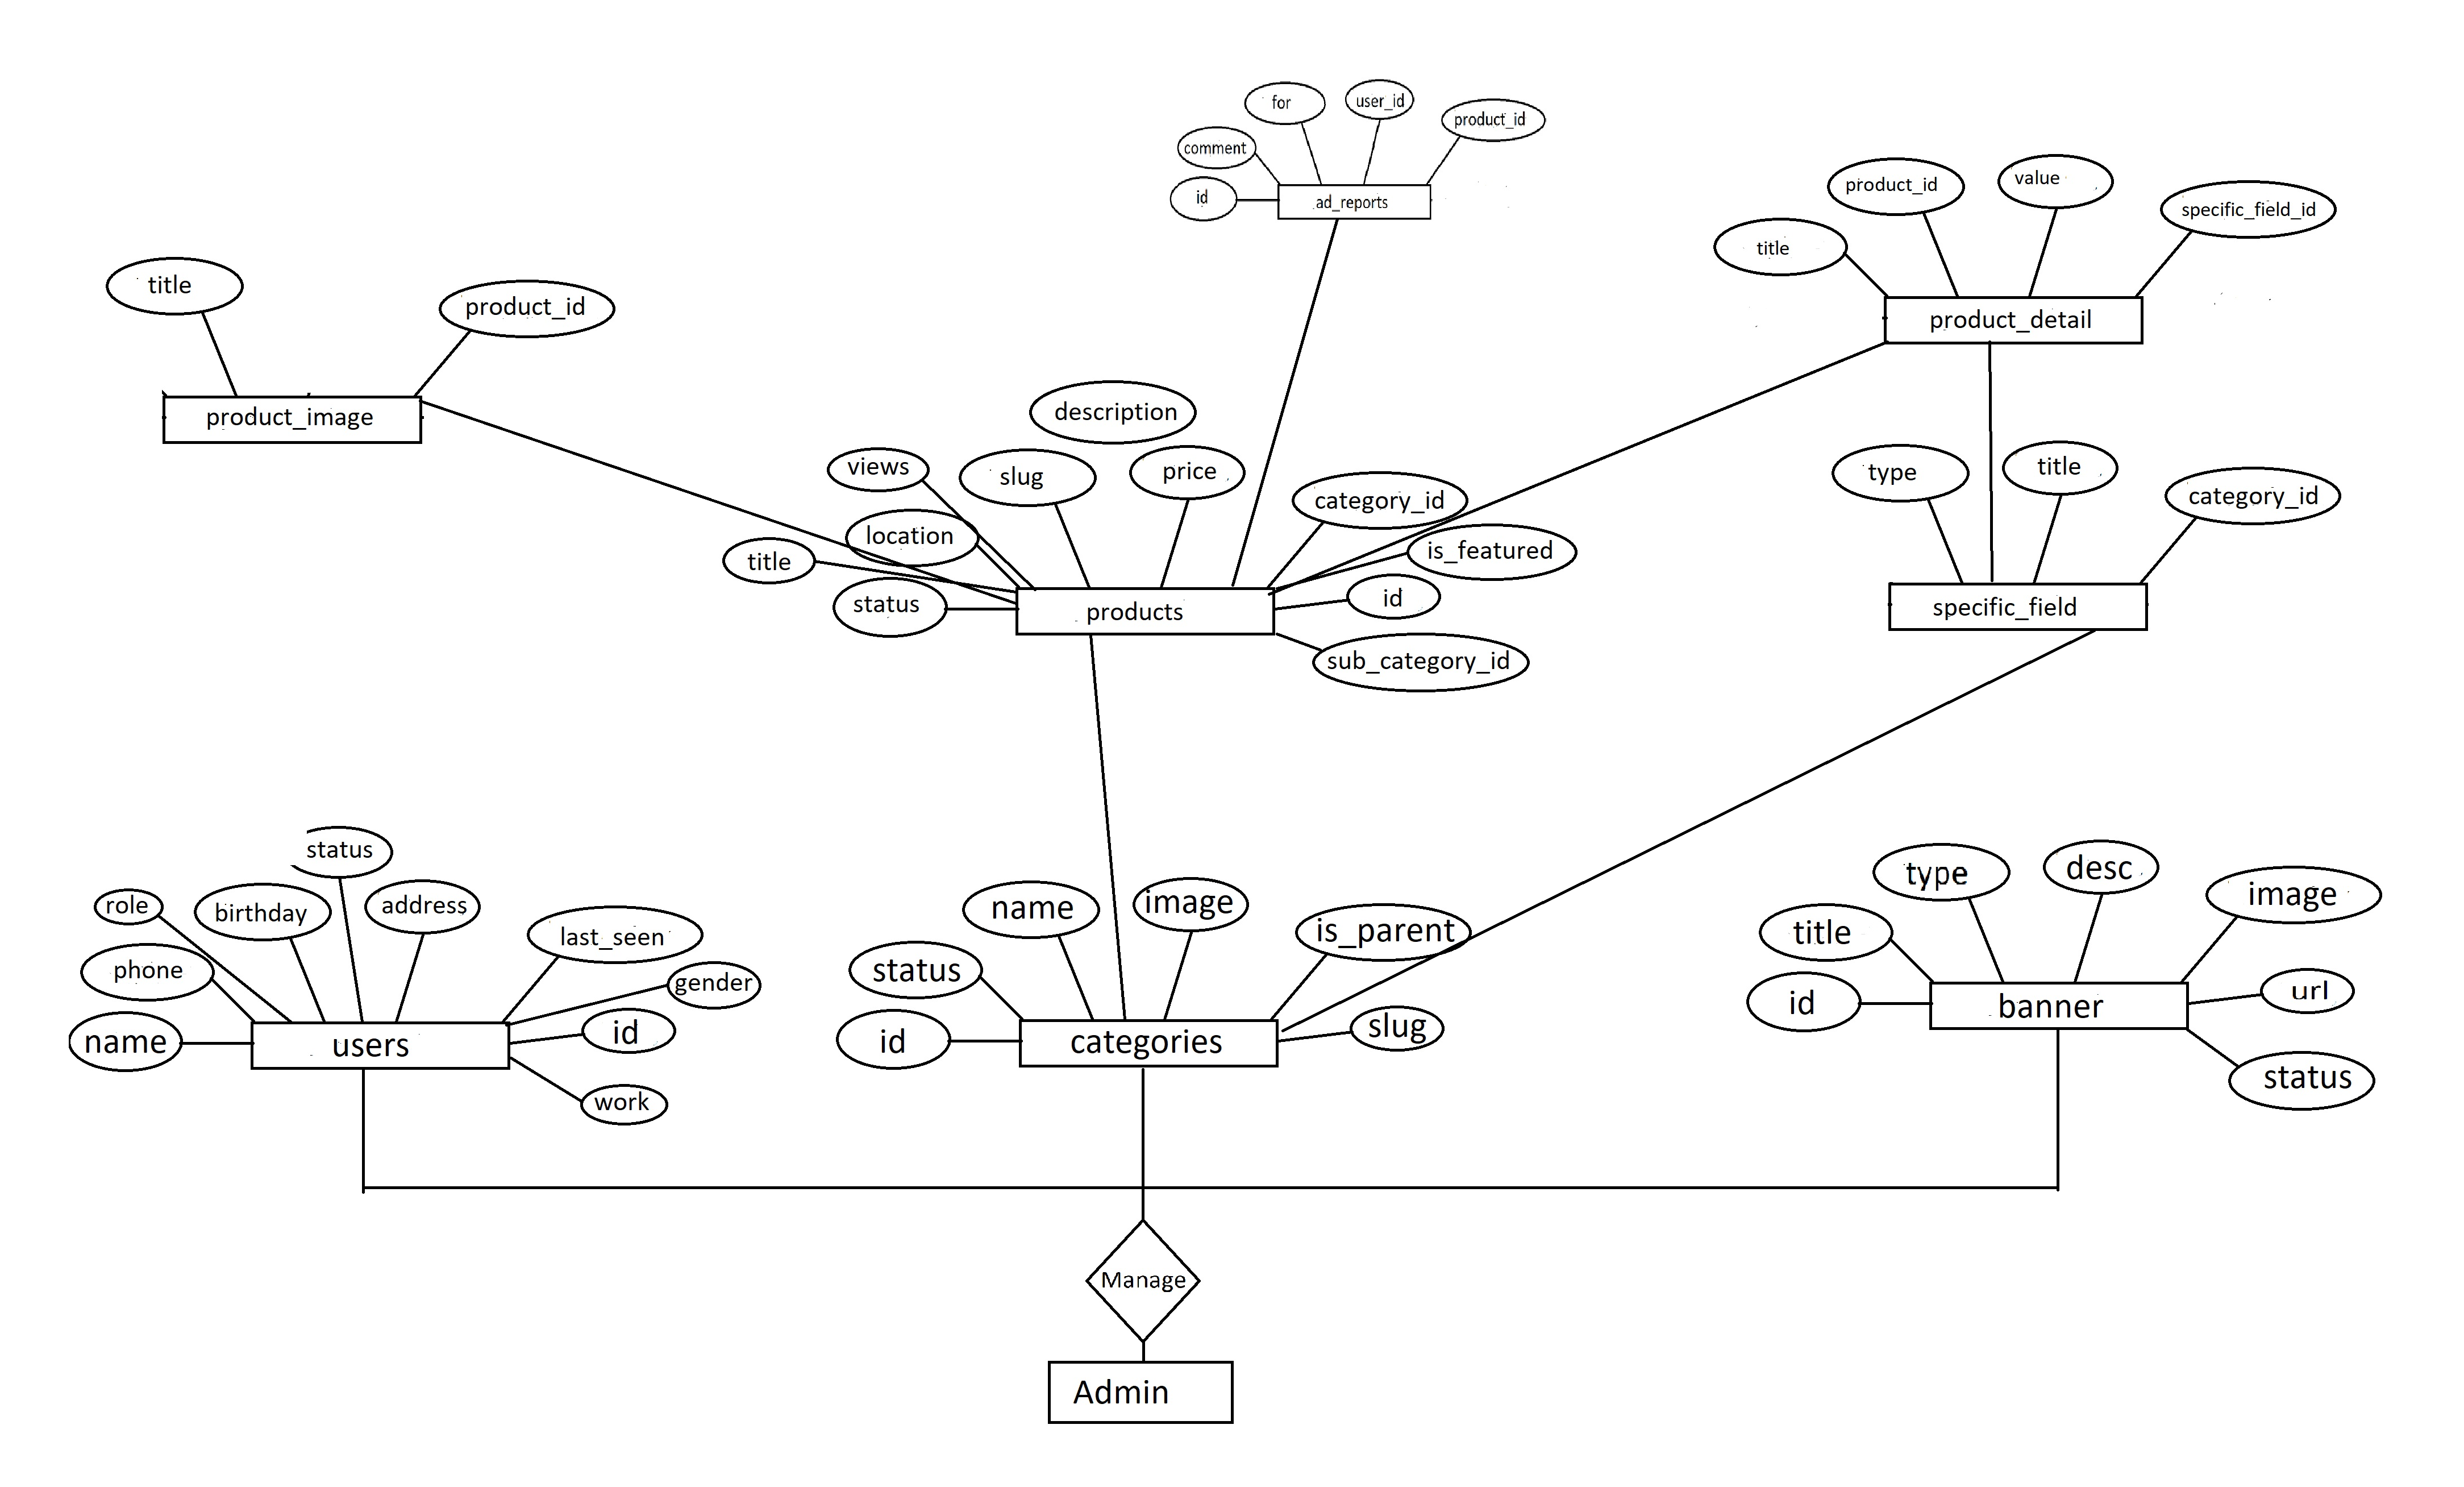 for
user_id
product_id
comment
id
ad_reports
product_id
value
specific_field_id
title
product_detail
title
product_id
product_image
description
views
slug
price
category_id
location
is_featured
title
status
id
products
sub_category_id
type
title
category_id
specific_field
status
role
birthday
address
last_seen
phone
gender
name
users
id
work
name
image
is_parent
status
id
categories
slug
type
desc
image
title
id
banner
url
status
Manage
Admin